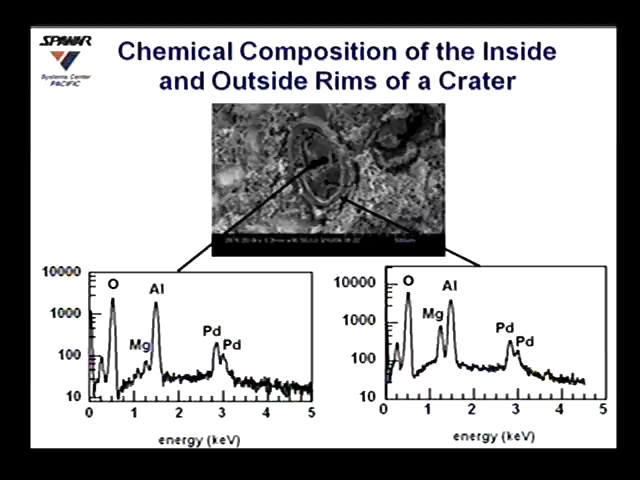 SPAWAR
Systems Center
PACIFIC
Chemical Composition of the Inside
and Outside Rims of a Crater
10000
1000
100
10
O
Al
Mg
Pd
Pd
0
1
2
3
4
5
energy (keV)
10000
1000
100
10
O
Al
Mg
Pd
Pd
0
1
2
3
4
5
energy (keV)